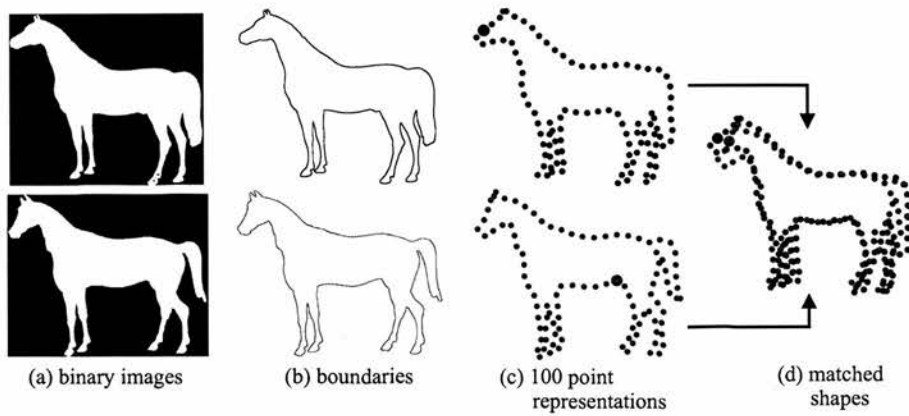 (a) binary images
(b) boundaries
(c) 100 point
representations
(d) matched
shapes